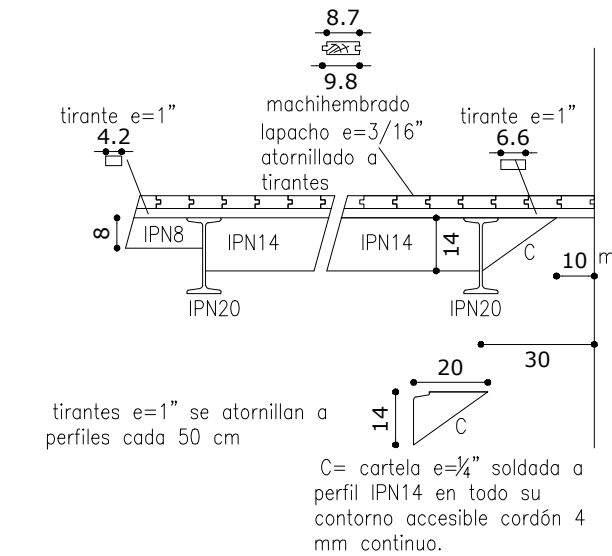 8.7
9.8
tirante e=1"
4.2
machihembrado
lapacho e=3/16"
atornillado a
tirantes
tirante e=1"
6.6
8
IPN8
IPN14
IPN14
14
C
10
m
IPN20
IPN20
30
20
14
C
tirantes e=1" se atornillan a
perfiles cada 50 cm
C= cartela e=¼" soldada a
perfil IPN14 en todo su
contorno accesible cordón 4
mm continuo.